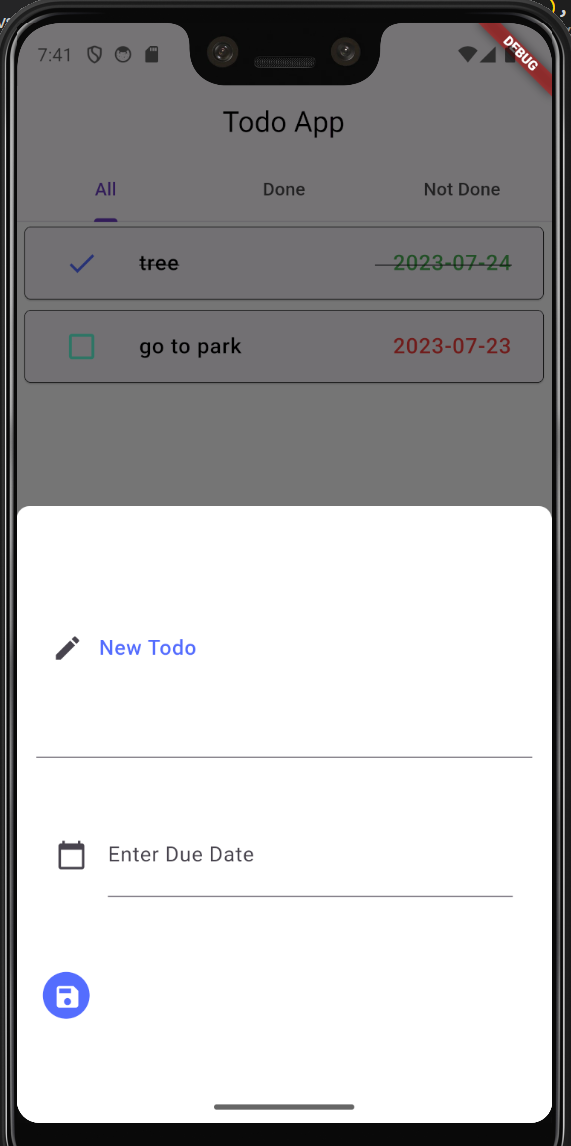 7:41
DEBUG
Todo App
All Done Not Done
tree 2023-07-24
go to park 2023-07-23
New Todo
Enter Due Date